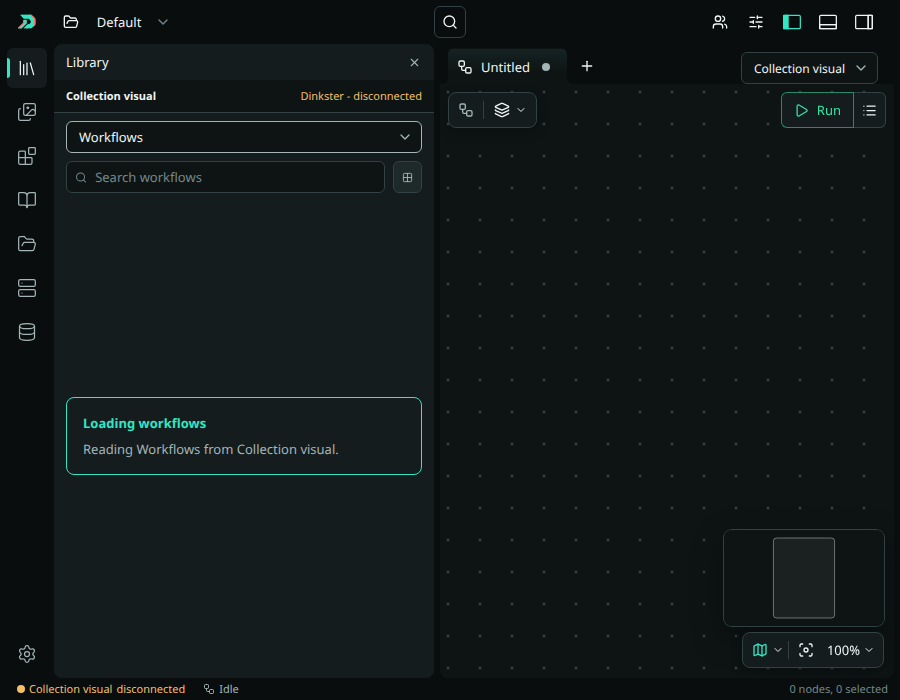 Default
Library
Collection visual
Dinkster - disconnected
Workflows
Search workflows
Loading workflows
Reading Workflows from Collection visual.
Untitled
Collection visual
Run
100%
Collection visual disconnected
Idle
0 nodes, 0 selected